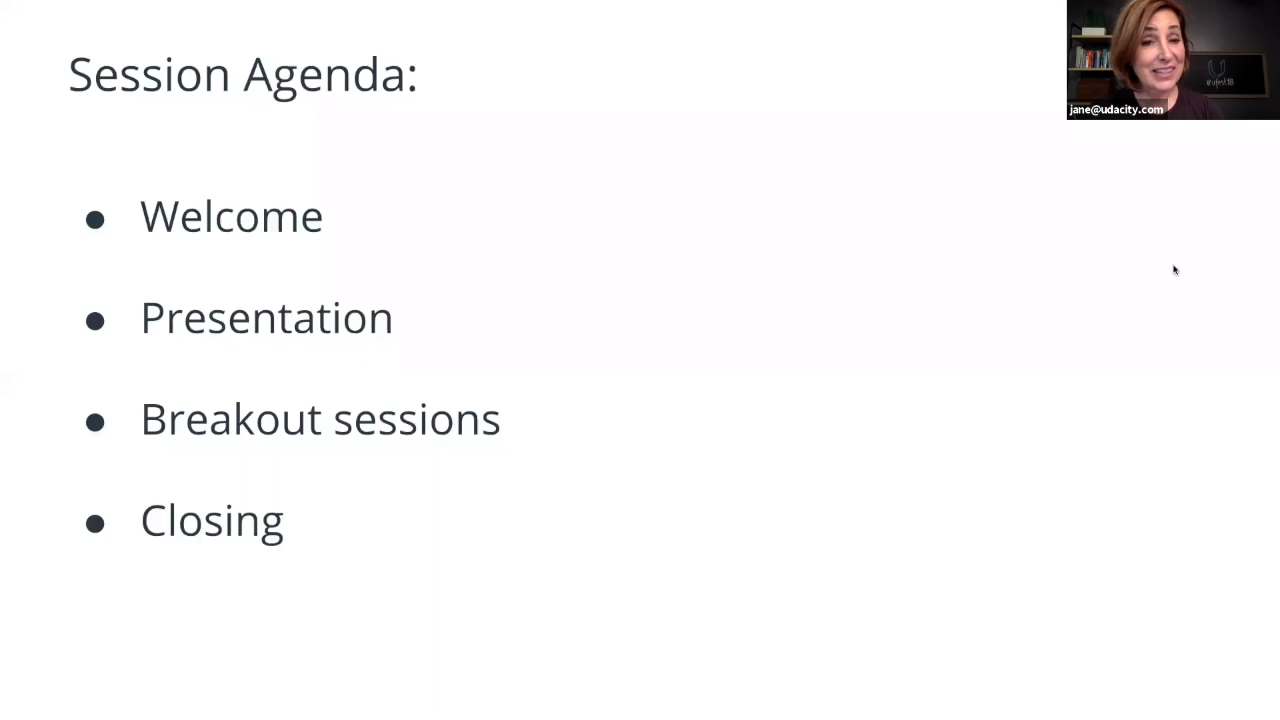 Session Agenda:
jane@udacity.com
● Welcome
● Presentation
● Breakout sessions
● Closing